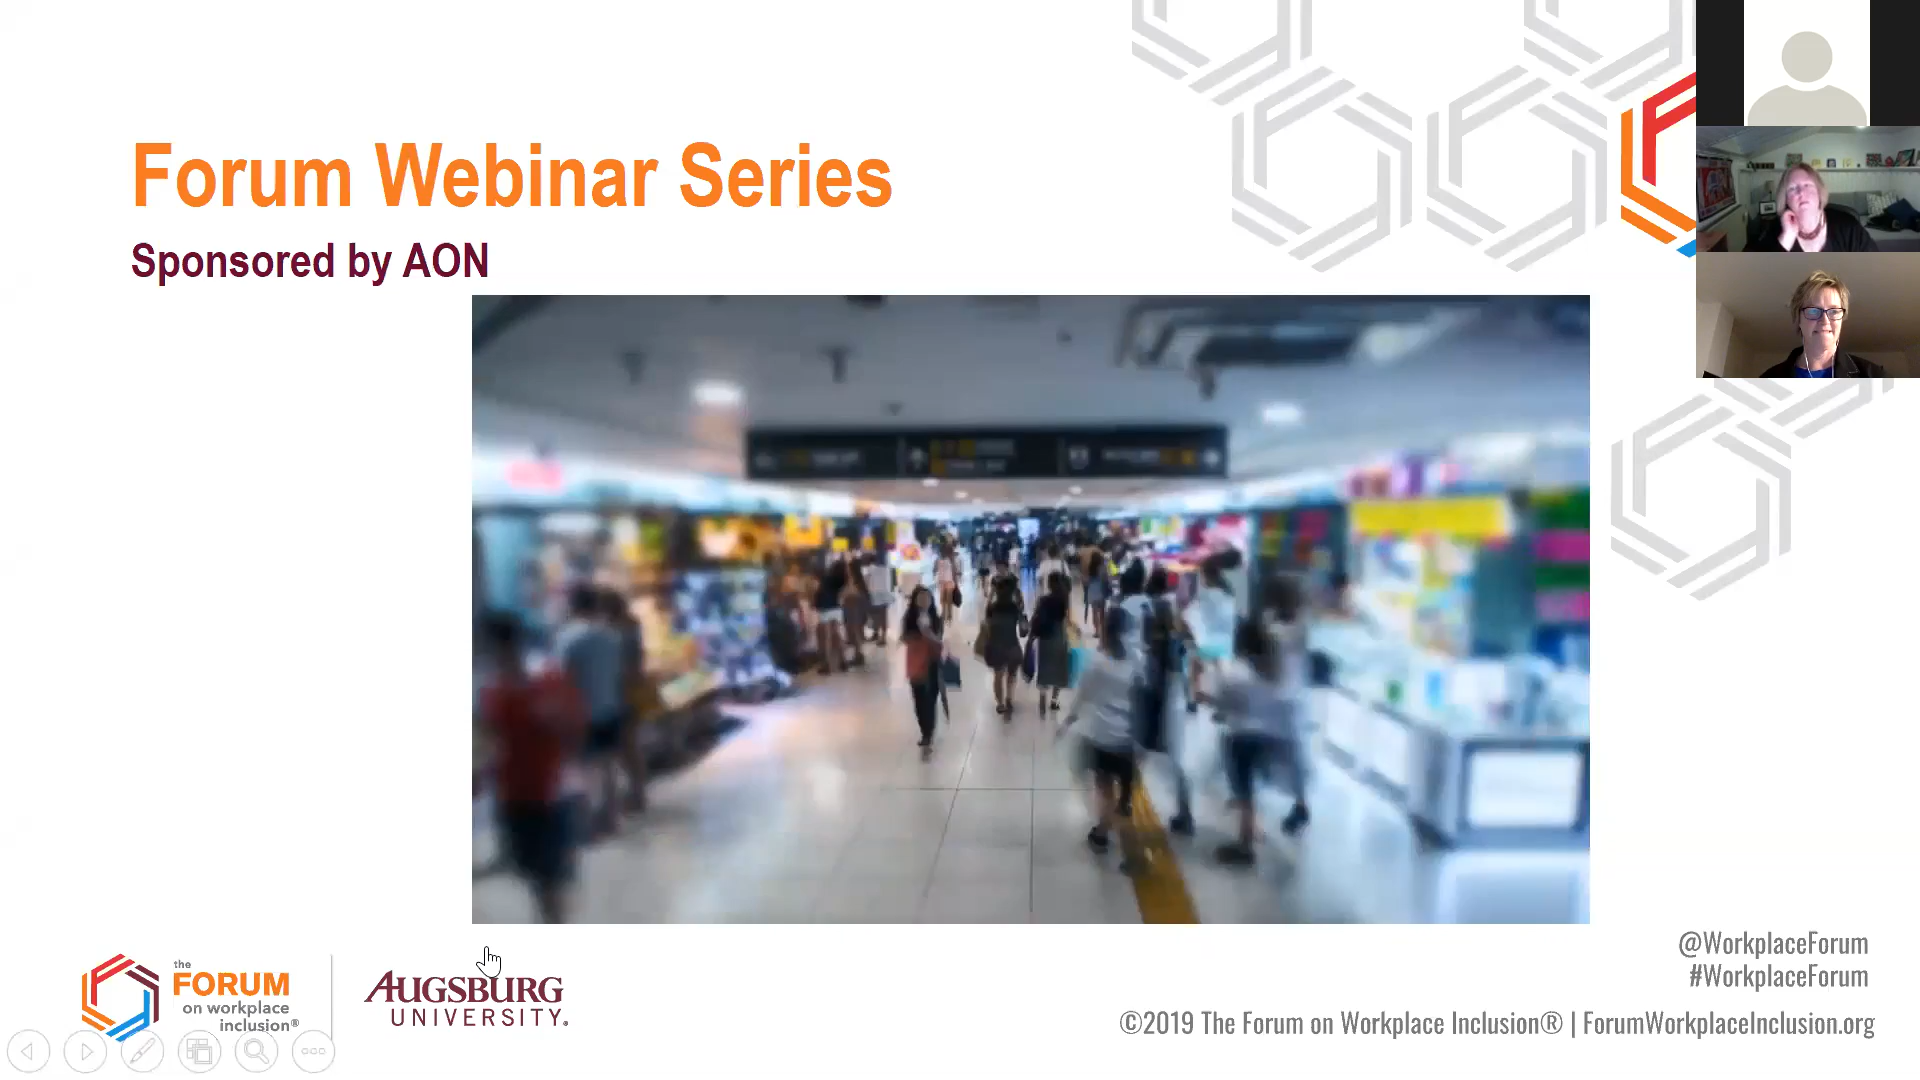 Forum Webinar Series
Sponsored by AON
the
FORUM
on workplace
inclusion®
AUGSBURG
UNIVERSITY.
@WorkplaceForum
#WorkplaceForum
©2019 The Forum on Workplace Inclusion® | ForumWorkplaceInclusion.org